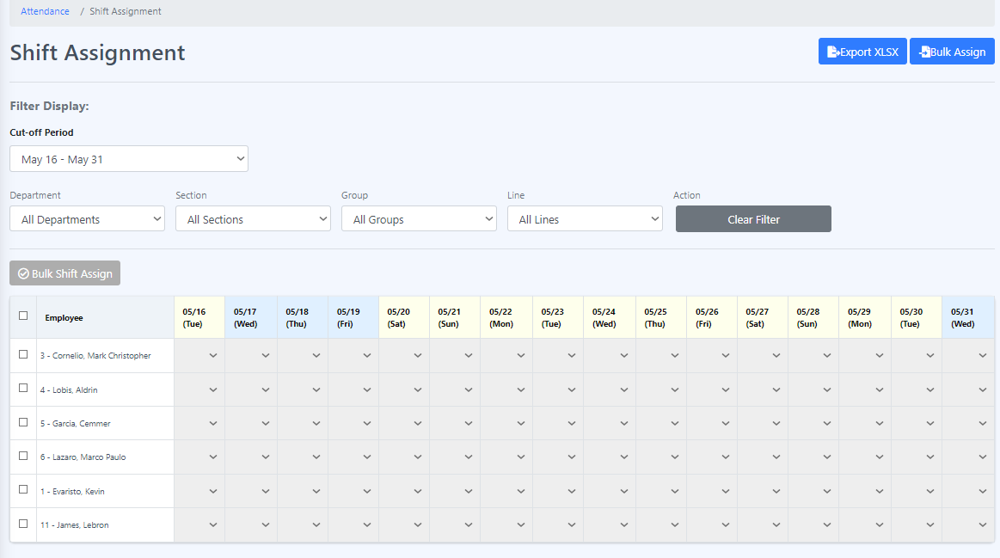 Attendance / Shift Assignment
Shift Assignment
Export XLSX
Bulk Assign
Filter Display:
Cut-off Period
May 16 - May 31
Department Section Group Line Action
All Departments All Sections All Groups All Lines Clear Filter
Bulk Shift Assign
Employee 05/16 (Tue) 05/17 (Wed) 05/18 (Thu) 05/19 (Fri) 05/20 (Sat) 05/21 (Sun) 05/22 (Mon) 05/23 (Tue) 05/24 (Wed) 05/25 (Thu) 05/26 (Fri) 05/27 (Sat) 05/28 (Sun) 05/29 (Mon) 05/30 (Tue) 05/31 (Wed)
3 - Cornelio, Mark Christopher
4 - Lobis, Aldrin
5 - Garcia, Cemmer
6 - Lazaro, Marco Paulo
1 - Evaristo, Kevin
11 - James, Lebron